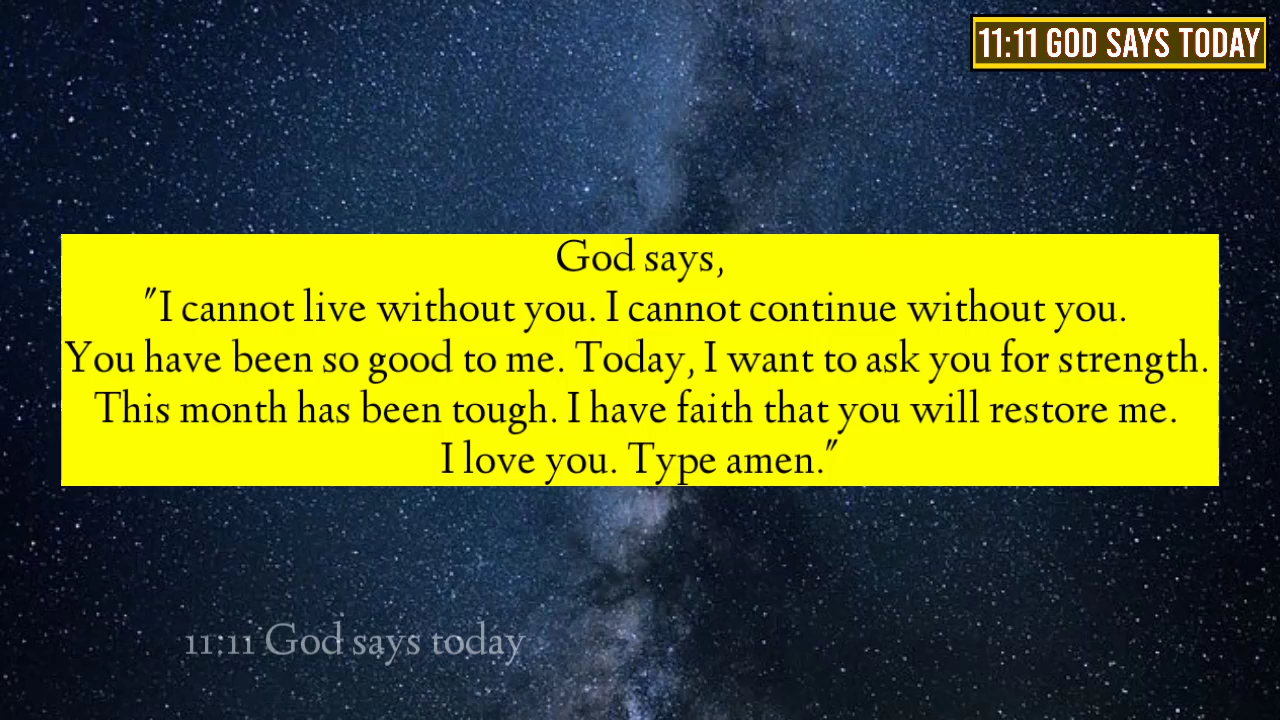 11:11 GOD SAYS TODAY
God says,
"I cannot live without you. I cannot continue without you.
You have been so good to me. Today, I want to ask you for strength.
This month has been tough. I have faith that you will restore me.
I love you. Type amen."
11:11 God says today